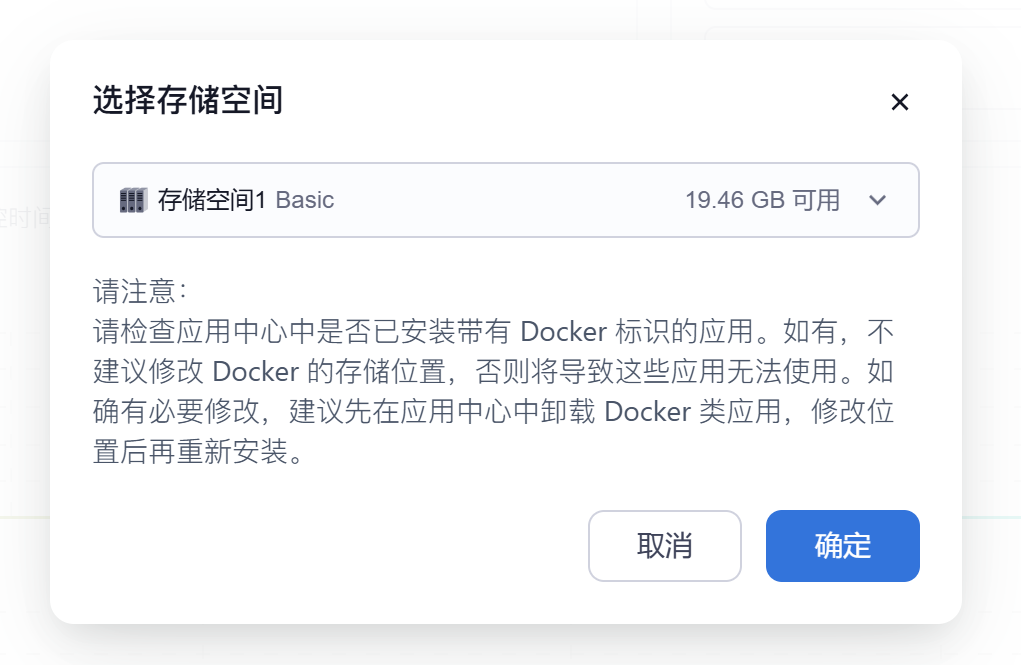 选择存储空间
存储空间1 Basic 19.46 GB 可用
请注意：
请检查应用中心中是否已安装带有 Docker 标识的应用。如有，不
建议修改 Docker 的存储位置，否则将导致这些应用无法使用。如
确有必要修改，建议先在应用中心中卸载 Docker 类应用，修改位
置后再重新安装。
取消 确定